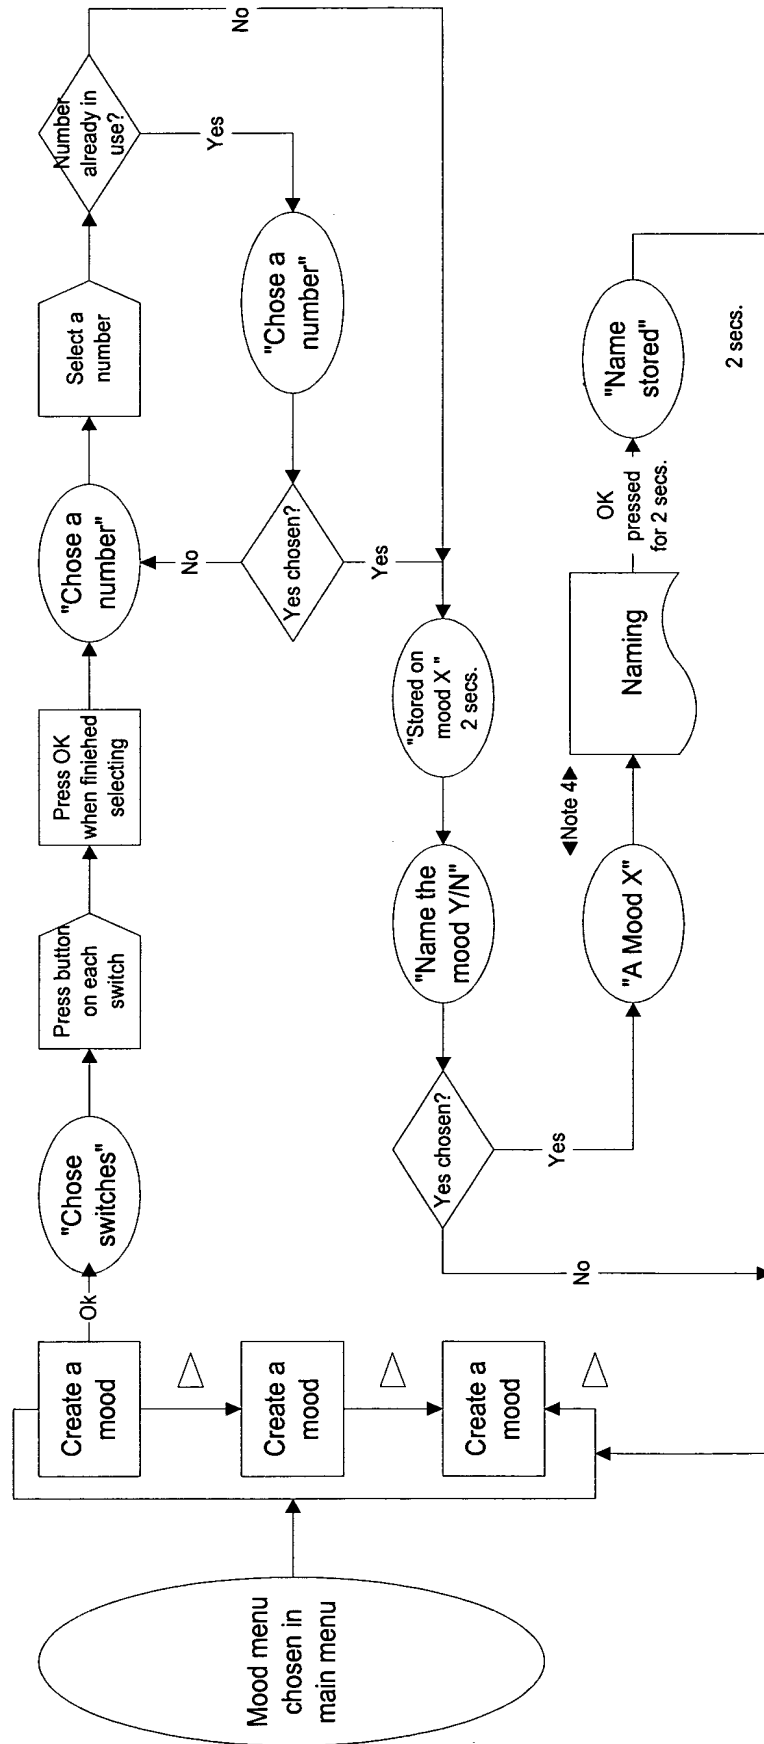 Mood menu
chosen in
main menu
Create a
mood
Create a
mood
Create a
mood
Ok
"Chose
switches"
Press button
on each
switch
Press OK
when finiehed
selecting
"Chose a
number"
Select a
number
Number
already in
use?
No
Yes
"Chose a
number"
Yes chosen?
No
Yes
"Stored on
mood X "
2 secs.
"Name the
mood Y/N"
Yes chosen?
No
Yes
"A Mood X"
Note 4
Naming
OK
pressed
for 2 secs.
"Name
stored"
2 secs.